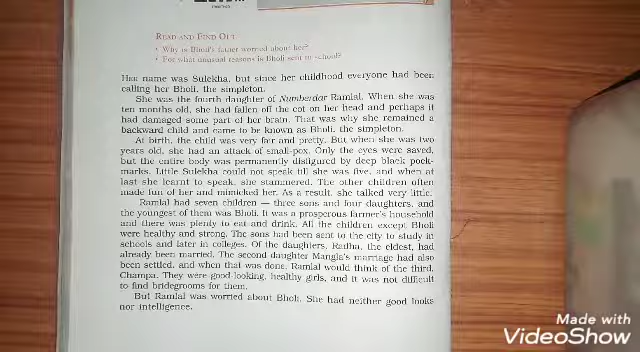 READ AND FIND OUT
• Why is Bholi's father worried about her?
• For what unusual reasons is Bholi sent to school?
HER name was Sulekha, but since her childhood everyone had been
calling her Bholi, the simpleton.
She was the fourth daughter of Numberdar Ramlal. When she was
ten months old, she had fallen off the cot on her head and perhaps it
had damaged some part of her brain. That was why she remained a
backward child and came to be known as Bholi, the simpleton.
At birth, the child was very fair and pretty. But when she was two
years old, she had an attack of small-pox. Only the eyes were saved,
but the entire body was permanently disfigured by deep black pock-
marks. Little Sulekha could not speak till she was five, and when at
last she learnt to speak, she stammered. The other children often
made fun of her and mimicked her. As a result, she talked very little.
Ramlal had seven children — three sons and four daughters, and
the youngest of them was Bholi. It was a prosperous farmer's household
and there was plenty to eat and drink. All the children except Bholi
were healthy and strong. The sons had been sent to the city to study in
schools and later in colleges. Of the daughters, Radha, the eldest, had
already been married. The second daughter Mangla's marriage had also
been settled, and when that was done, Ramlal would think of the third,
Champa. They were good-looking, healthy girls, and it was not difficult
to find bridegrooms for them.
But Ramlal was worried about Bholi. She had neither good looks
nor intelligence.
Made with
VideoShow